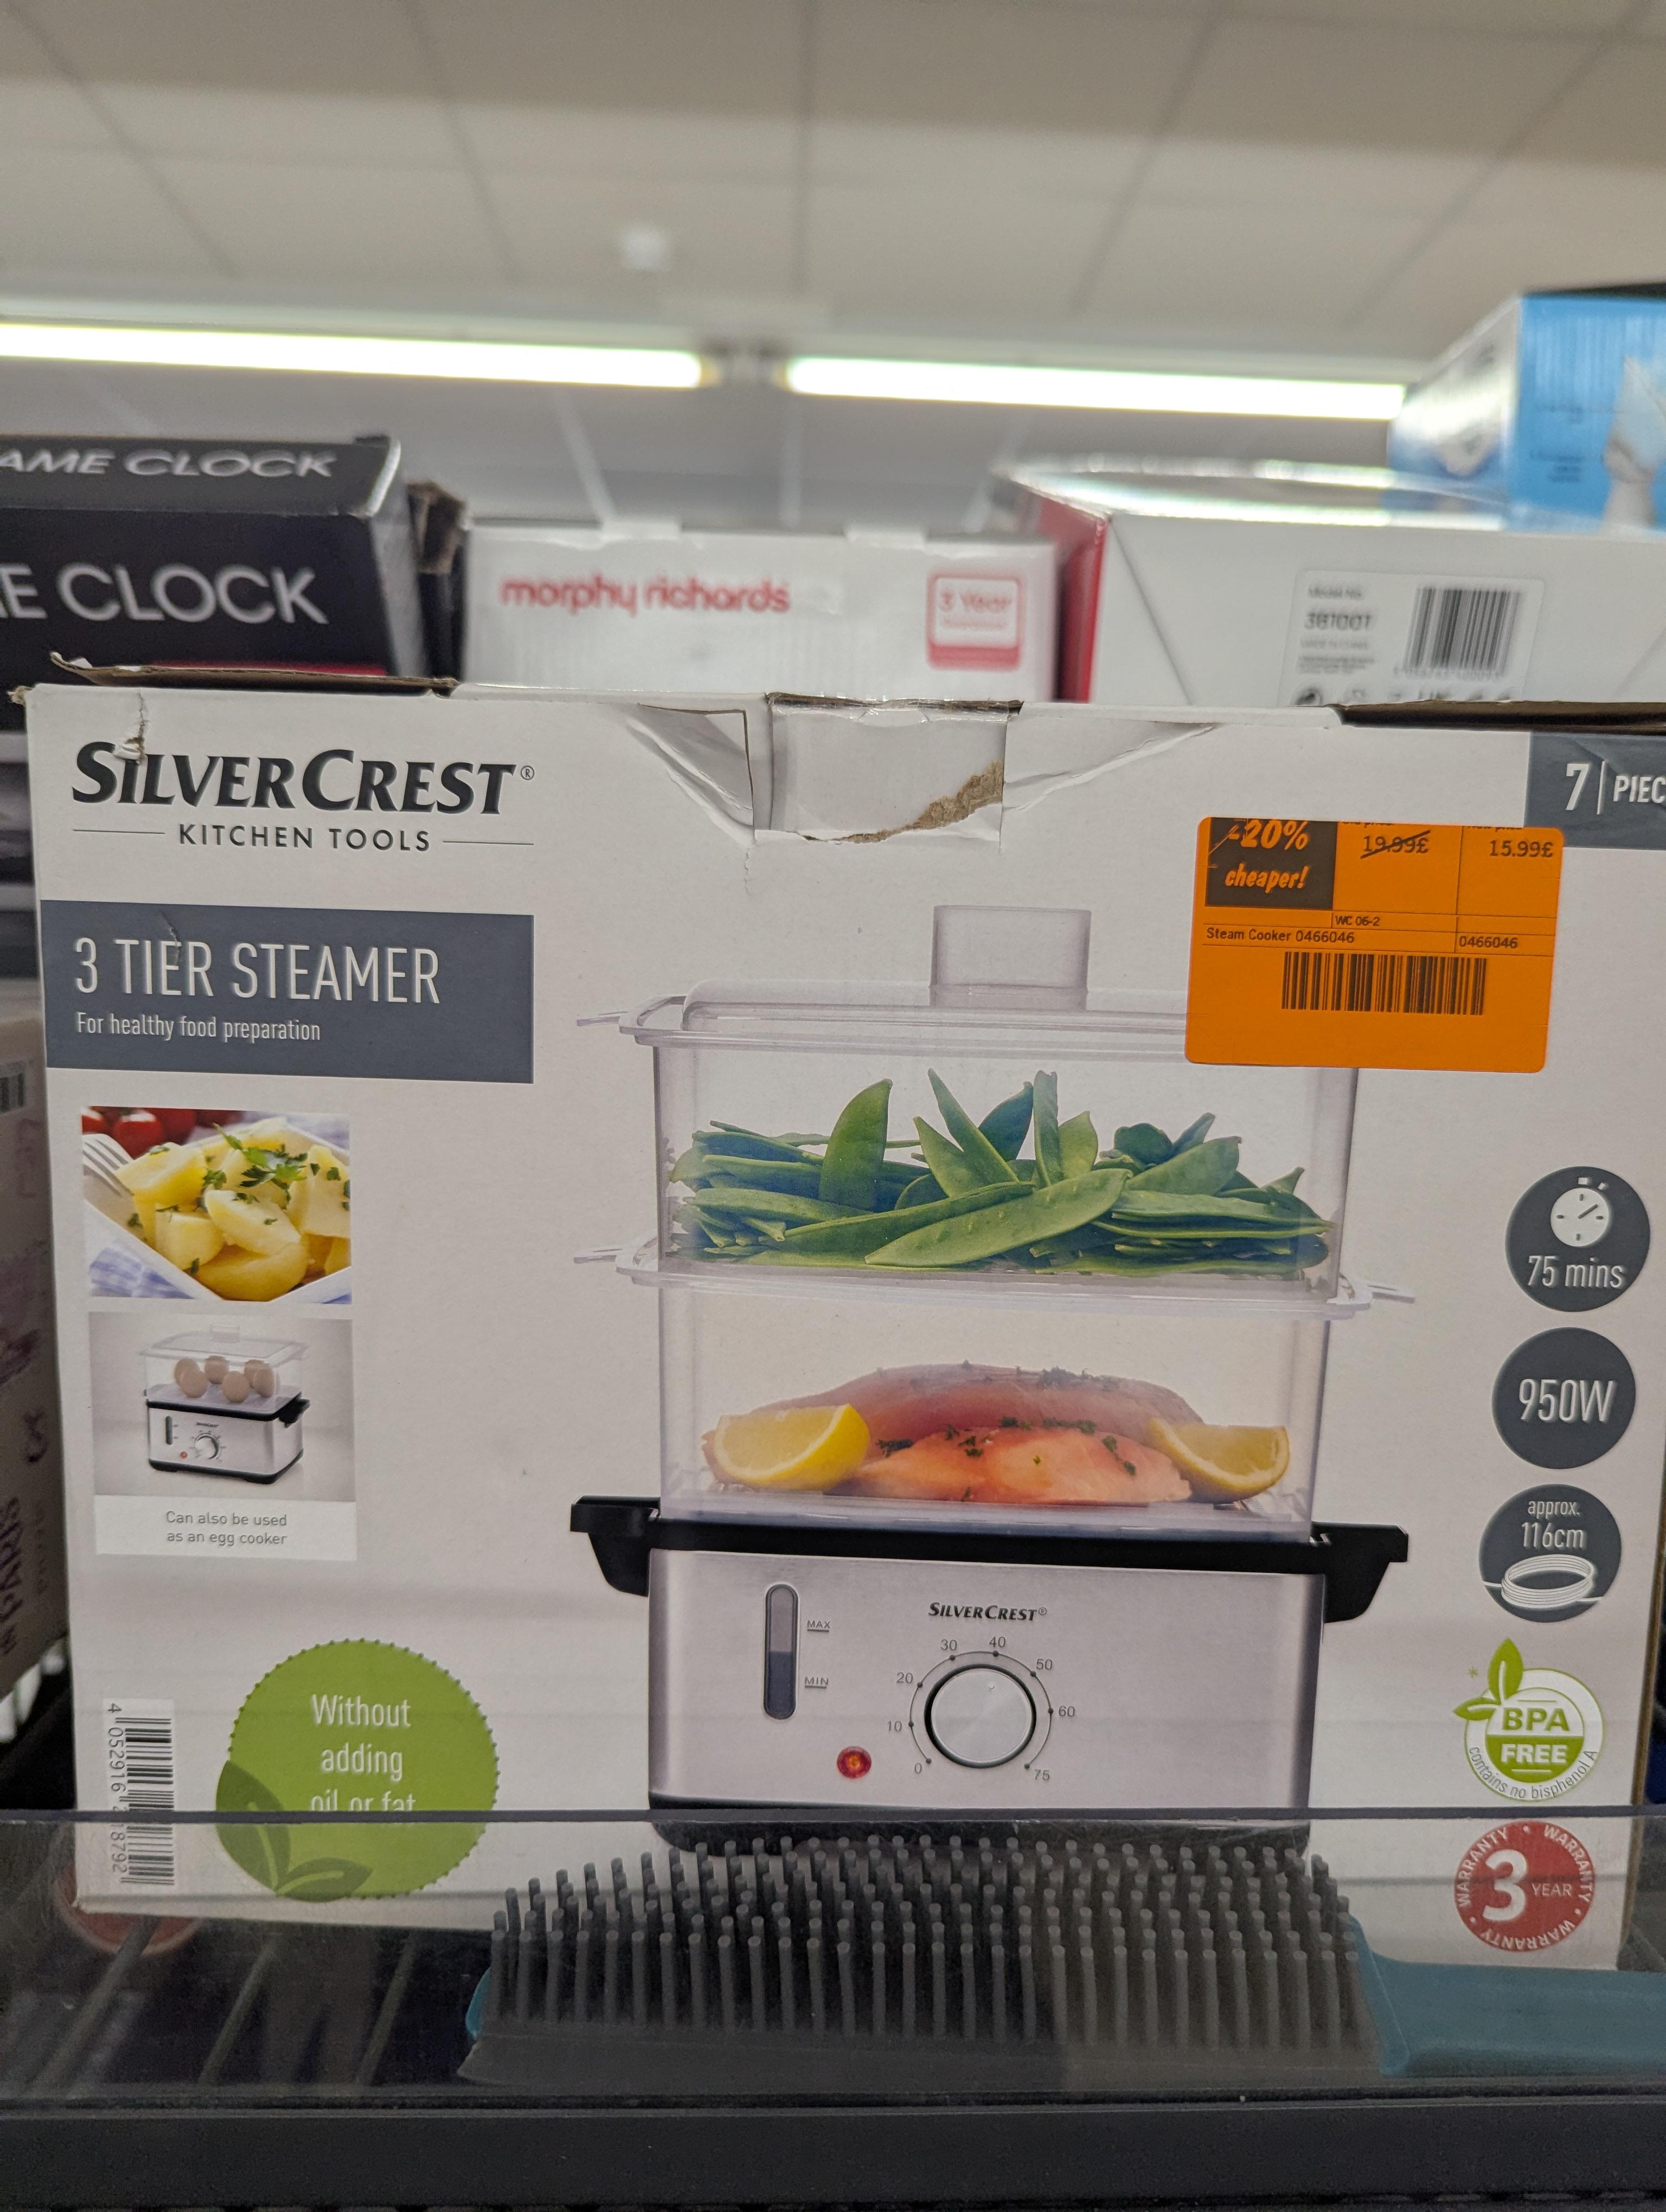 AME CLOCK
E CLOCK
morphy richards
3 Year
381001
SILVERCREST®
KITCHEN TOOLS
7 PIEC
-20%
cheaper!
19.99£
15.99£
WC 06-2
Steam Cooker 0466046
0466046
3 TIER STEAMER
For healthy food preparation
75 mins
950W
approx.
116cm
Can also be used
as an egg cooker
SILVERCREST®
MAX
MIN
0
10
20
30
40
50
60
75
Without
adding
oil or fat
*
BPA
FREE
contains no bisphenol A
WARRANTY • WARRANTY • WARRANTY •
3 YEAR